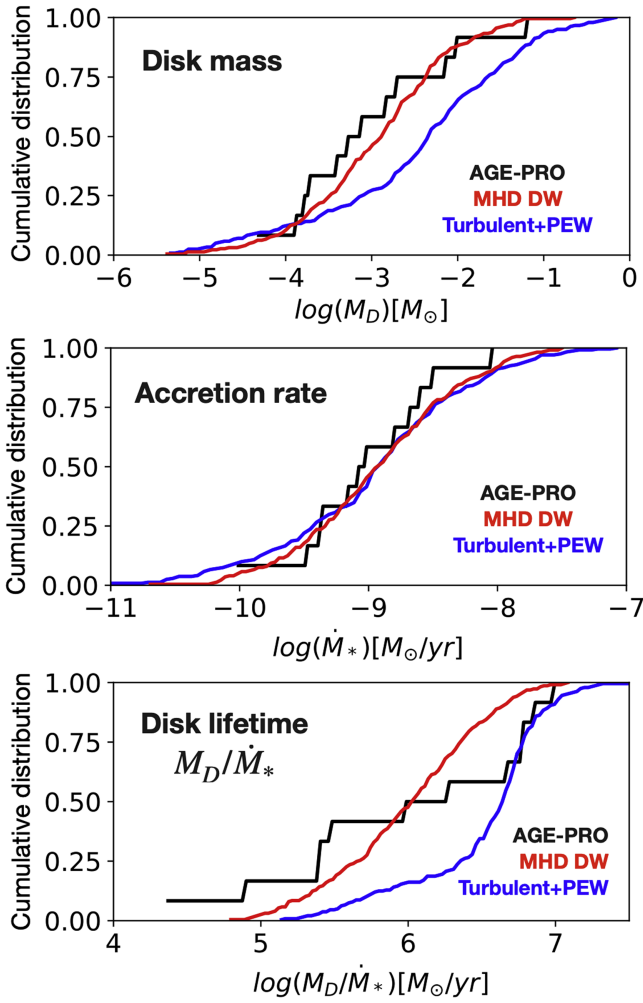 Cumulative distribution
1.00
0.75
0.50
0.25
0.00
Disk mass
AGE-PRO
MHD DW
Turbulent+PEW
−6 −5 −4 −3 −2 −1 0
log(M_D)[M_⊙]
Cumulative distribution
1.00
0.75
0.50
0.25
0.00
Accretion rate
AGE-PRO
MHD DW
Turbulent+PEW
−11 −10 −9 −8 −7
log(Ṁ_*)[M_⊙/yr]
Cumulative distribution
1.00
0.75
0.50
0.25
0.00
Disk lifetime
M_D/Ṁ_*
AGE-PRO
MHD DW
Turbulent+PEW
4 5 6 7
log(M_D/Ṁ_*)[M_⊙/yr]